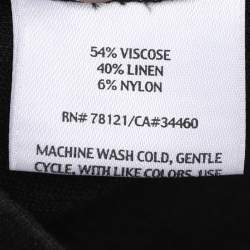 54% VISCOSE
40% LINEN
6% NYLON
RN# 78121/CA#34460
MACHINE WASH COLD, GENTLE
CYCLE, WITH LIKE COLORS. USE